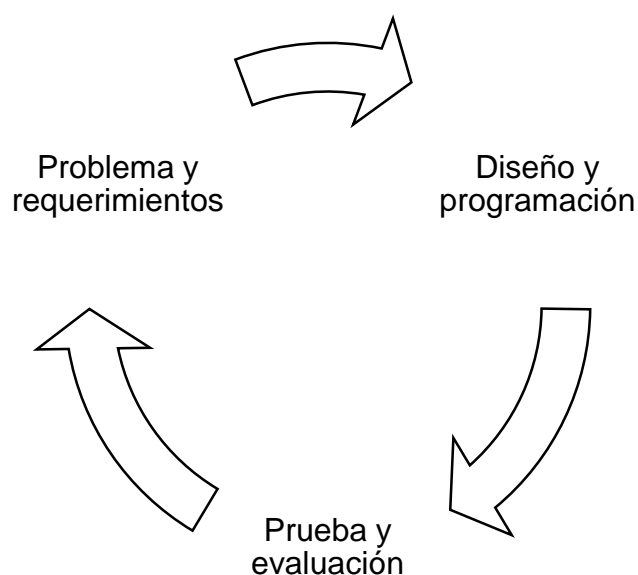 Problema y
requerimientos
Diseño y
programación
Prueba y
evaluación